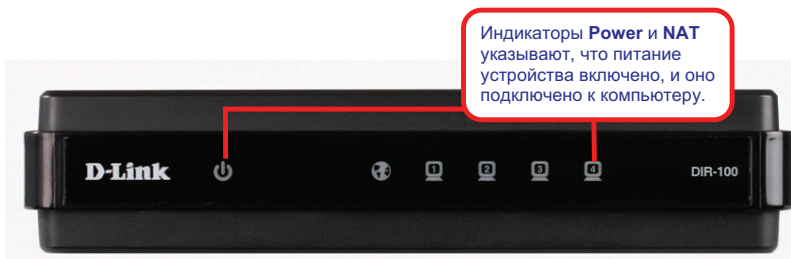 Индикаторы Power и NAT
указывают, что питание
устройства включено, и оно
подключено к компьютеру.
D-Link 1 2 3 4 DIR-100